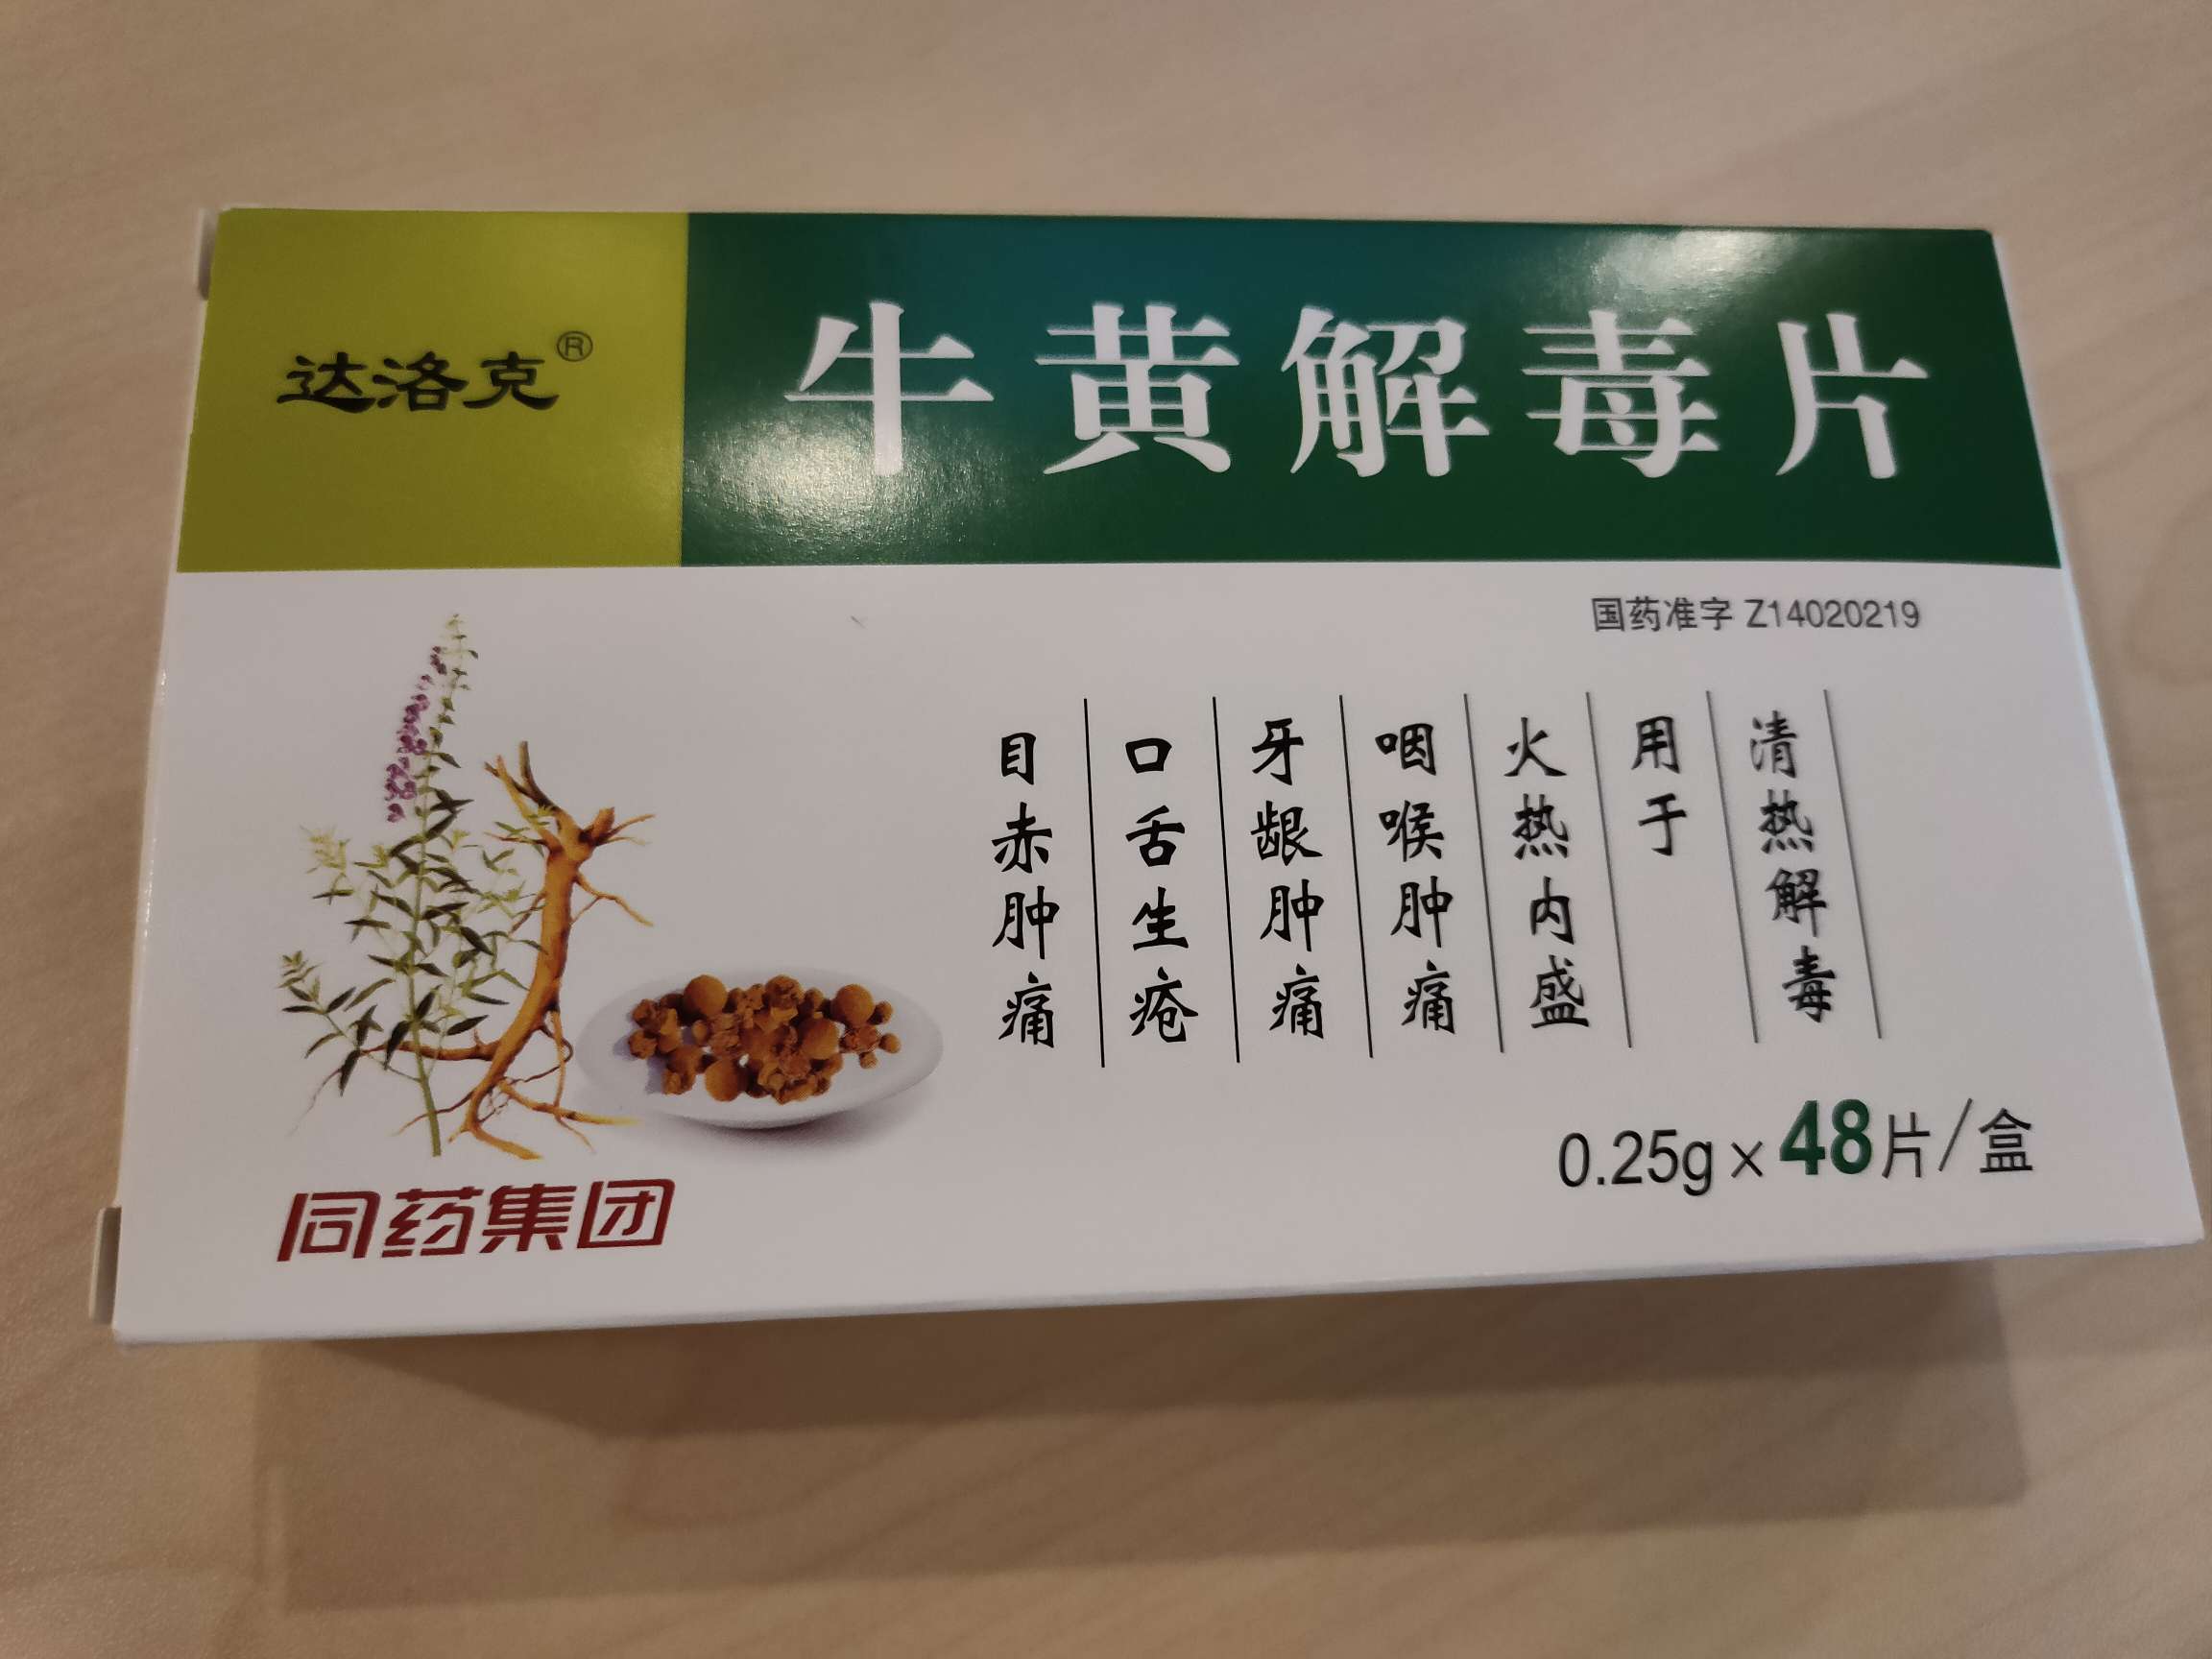 达洛克®
牛黄解毒片
国药准字 Z14020219
清热解毒
用于
火热内盛
咽喉肿痛
牙龈肿痛
口舌生疮
目赤肿痛
0.25g×48片/盒
同药集团